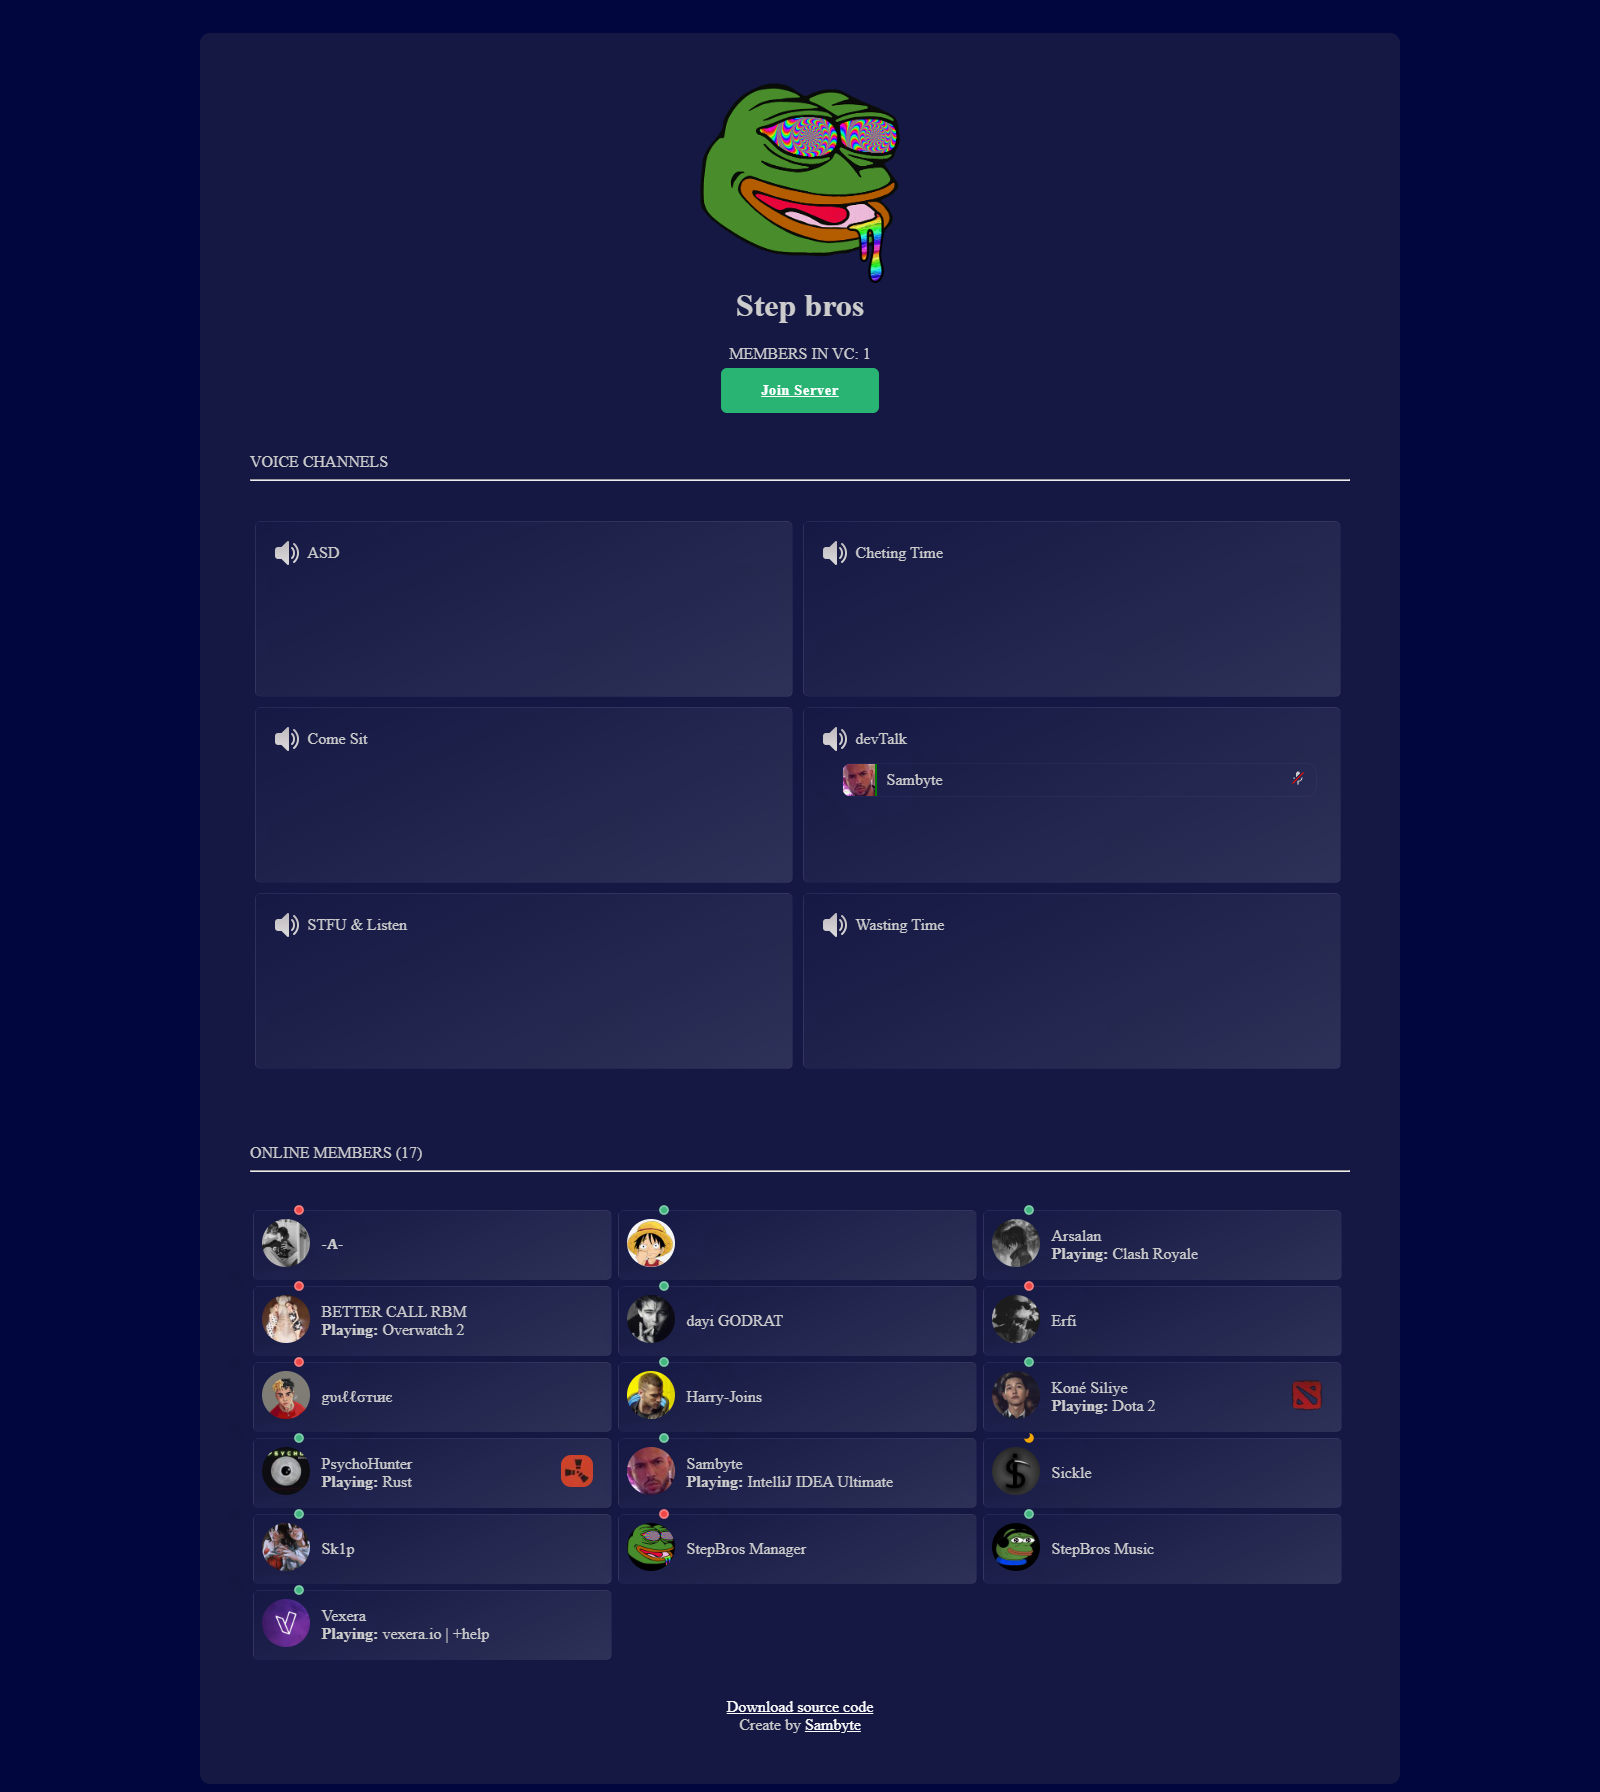 Step bros
MEMBERS IN VC: 1
Join Server
VOICE CHANNELS
ASD
Cheting Time
Come Sit
devTalk
Sambyte
STFU & Listen
Wasting Time
ONLINE MEMBERS (17)
-A-
Arsalan
Playing: Clash Royale
BETTER CALL RBM
Playing: Overwatch 2
dayi GODRAT
Erfi
gυιℓℓσтιиє
Harry-Joins
Koné Siliye
Playing: Dota 2
PSYCHO
PsychoHunter
Playing: Rust
Sambyte
Playing: IntelliJ IDEA Ultimate
Sickle
Sk1p
StepBros Manager
StepBros Music
Vexera
Playing: vexera.io | +help
Download source code
Create by Sambyte